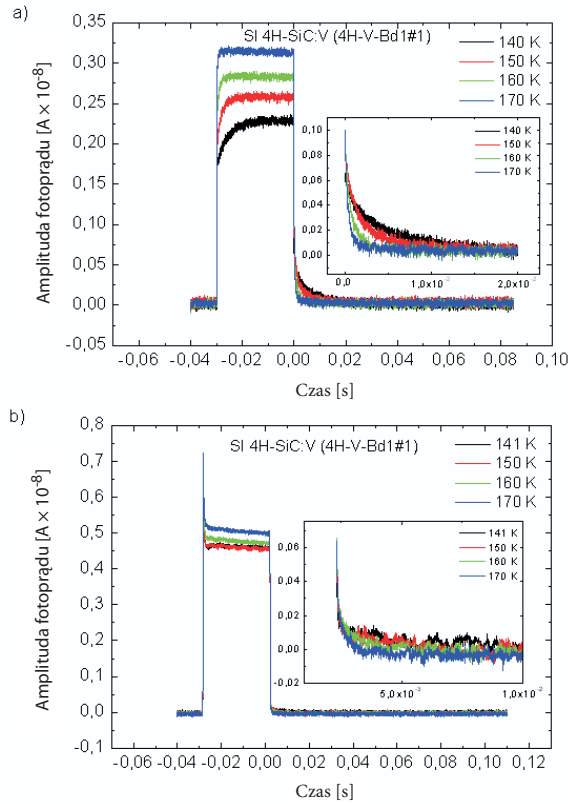 a)
SI 4H-SiC:V (4H-V-Bd1#1)
140 K
150 K
160 K
170 K
Amplituda fotoprądu [A × 10⁻⁸]
0,35
0,30
0,25
0,20
0,15
0,10
0,05
0,00
-0,05
-0,06 -0,04 -0,02 0,00 0,02 0,04 0,06 0,08 0,10
Czas [s]
140 K
150 K
160 K
170 K
0,10
0,08
0,06
0,04
0,02
0,00
0,0 1,0×10⁻² 2,0×10⁻²
b)
SI 4H-SiC:V (4H-V-Bd1#1)
141 K
150 K
160 K
170 K
Amplituda fotoprądu [A × 10⁻⁸]
0,8
0,7
0,6
0,5
0,4
0,3
0,2
0,1
0,0
-0,1
-0,06 -0,04 -0,02 0,00 0,02 0,04 0,06 0,08 0,10 0,12
Czas [s]
141 K
150 K
160 K
170 K
0,06
0,04
0,02
0,00
-0,02
5,0×10⁻³ 1,0×10⁻²